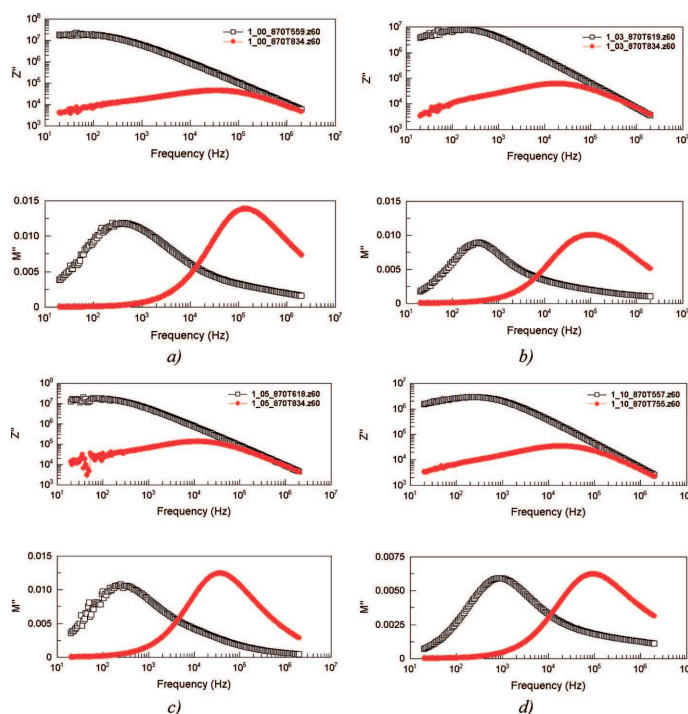 10⁸
10⁷
10⁶
10⁵
10⁴
10³
Z"
1_00_870T559.z60
1_00_870T834.z60
10¹ 10² 10³ 10⁴ 10⁵ 10⁶ 10⁷
Frequency (Hz)
0.015
0.010
0.005
0
M"
10¹ 10² 10³ 10⁴ 10⁵ 10⁶ 10⁷
Frequency (Hz)
a)
10⁷
10⁶
10⁵
10⁴
10³
Z"
1_03_870T619.z60
1_03_870T834.z60
10¹ 10² 10³ 10⁴ 10⁵ 10⁶ 10⁷
Frequency (Hz)
0.015
0.010
0.005
0
M"
10¹ 10² 10³ 10⁴ 10⁵ 10⁶ 10⁷
Frequency (Hz)
b)
10⁸
10⁷
10⁶
10⁵
10⁴
10³
Z"
1_05_870T618.z60
1_05_870T834.z60
10¹ 10² 10³ 10⁴ 10⁵ 10⁶ 10⁷
Frequency (Hz)
0.015
0.010
0.005
0
M"
10¹ 10² 10³ 10⁴ 10⁵ 10⁶ 10⁷
Frequency (Hz)
c)
10⁷
10⁶
10⁵
10⁴
10³
10²
Z"
1_10_870T557.z60
1_10_870T755.z60
10¹ 10² 10³ 10⁴ 10⁵ 10⁶ 10⁷
Frequency (Hz)
0.0075
0.0050
0.0025
0
M"
10¹ 10² 10³ 10⁴ 10⁵ 10⁶ 10⁷
Frequency (Hz)
d)